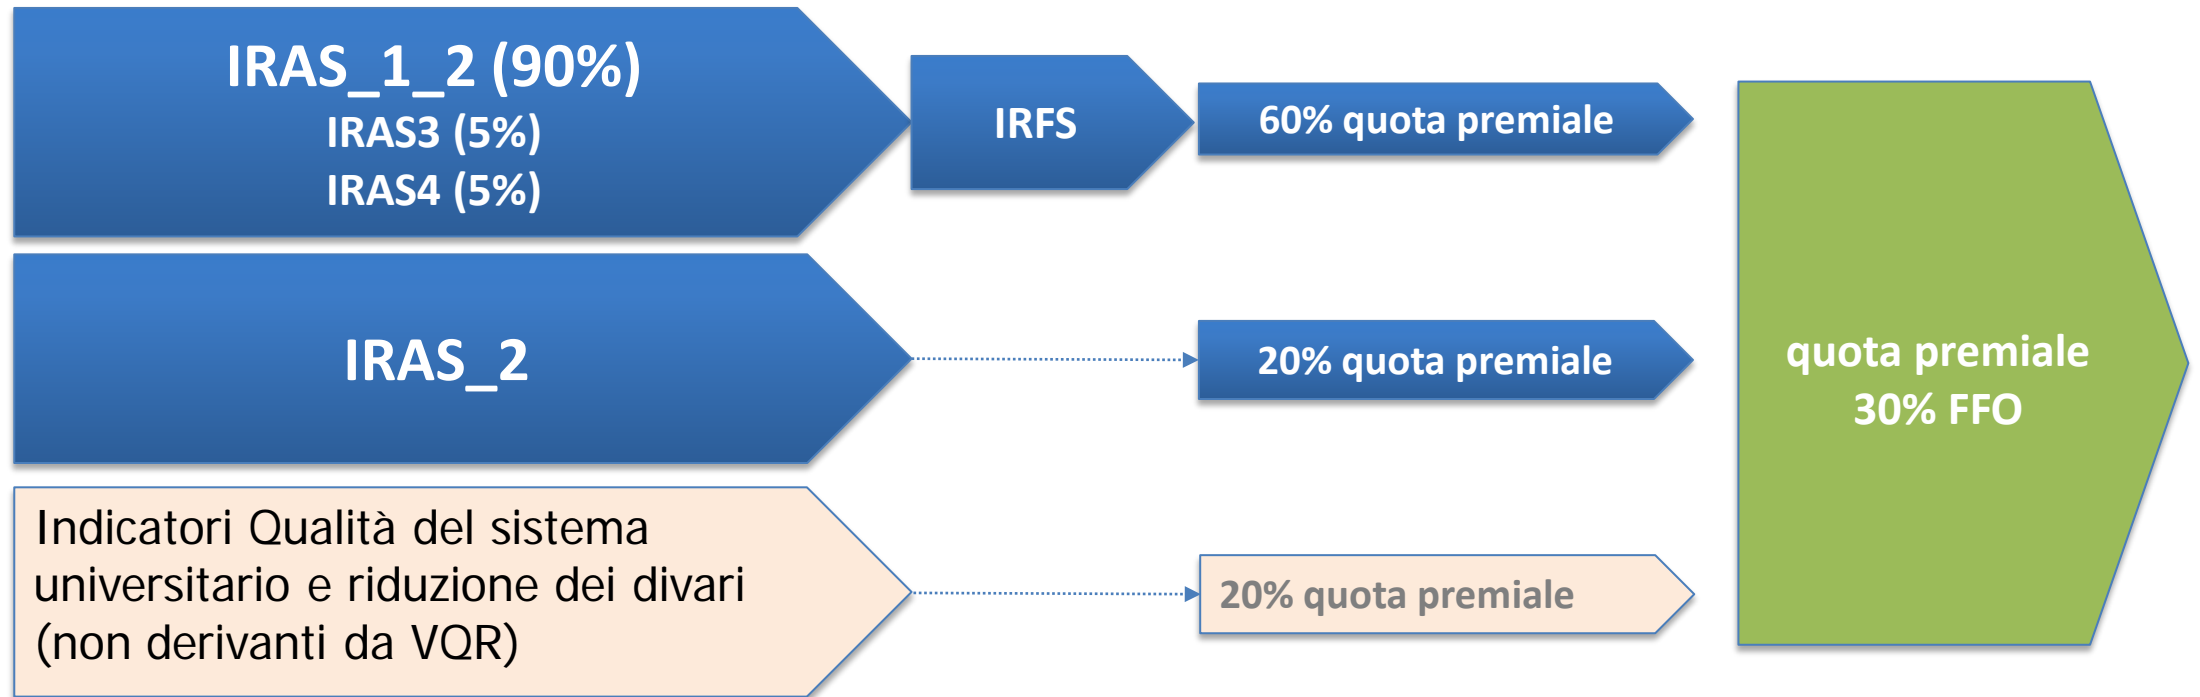 IRAS_1_2 (90%)
IRAS3 (5%)
IRAS4 (5%)
IRFS
60% quota premiale
IRAS_2
20% quota premiale
Indicatori Qualità del sistema
universitario e riduzione dei divari
(non derivanti da VQR)
20% quota premiale
quota premiale
30% FFO